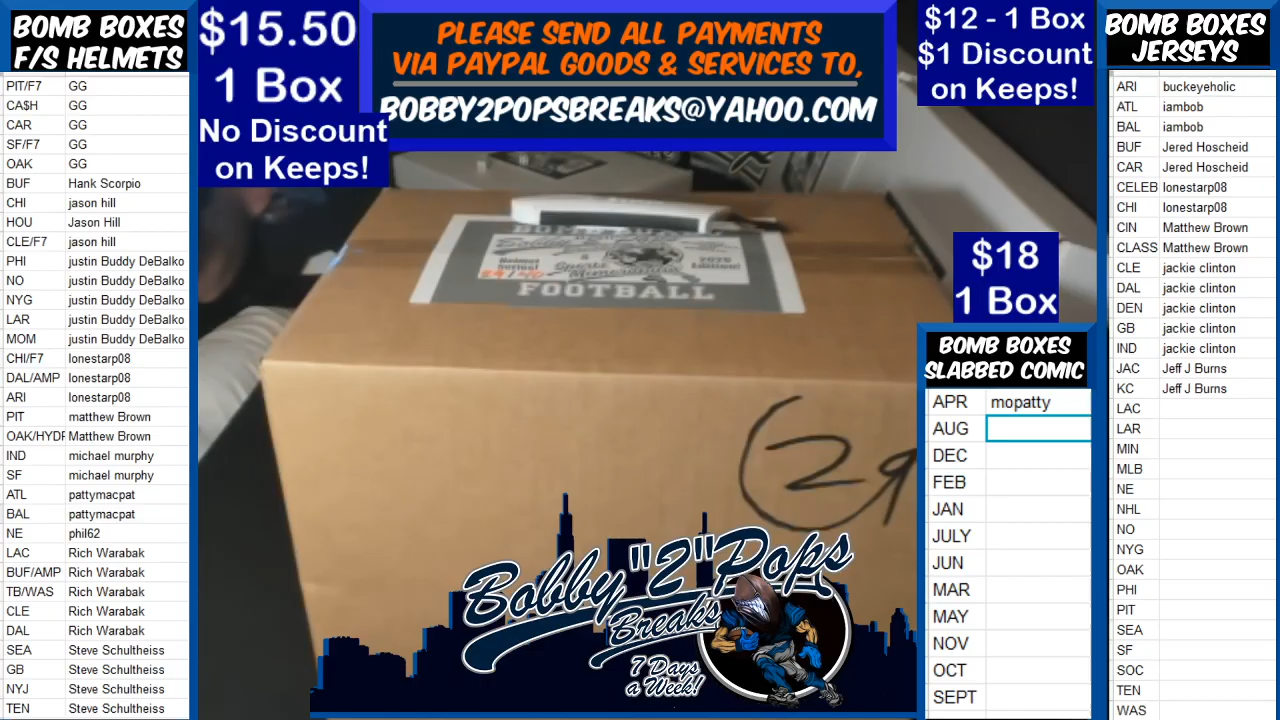 BOMB BOXES
F/S HELMETS
PIT/F7 GG
CA$H GG
CAR GG
SF/F7 GG
OAK GG
BUF Hank Scorpio
CHI jason hill
HOU Jason Hill
CLE/F7 jason hill
PHI justin Buddy DeBalko
NO justin Buddy DeBalko
NYG justin Buddy DeBalko
LAR justin Buddy DeBalko
MOM justin Buddy DeBalko
CHI/F7 lonestarp08
DAL/AMP lonestarp08
ARI lonestarp08
PIT matthew Brown
OAK/HYDF Matthew Brown
IND michael murphy
SF michael murphy
ATL pattymacpat
BAL pattymacpat
NE phil62
LAC Rich Warabak
BUF/AMP Rich Warabak
TB/WAS Rich Warabak
CLE Rich Warabak
DAL Rich Warabak
SEA Steve Schultheiss
GB Steve Schultheiss
NYJ Steve Schultheiss
TEN Steve Schultheiss
$15.50
1 Box
No Discount
on Keeps!
PLEASE SEND ALL PAYMENTS
VIA PAYPAL GOODS & SERVICES TO,
BOBBY2POPSBREAKS@YAHOO.COM
Helmet
Series!
29/40
Sports
Memorabilia
Edition!
FOOTBALL
29
Bobby "2" Pops
Breaks
7 Days
a Week!
$12 - 1 Box
$1 Discount
on Keeps!
$18
1 Box
BOMB BOXES
SLABBED COMIC
APR mopatty
AUG
DEC
FEB
JAN
JULY
JUN
MAR
MAY
NOV
OCT
SEPT
BOMB BOXES
JERSEYS
ARI buckeyeholic
ATL iambob
BAL iambob
BUF Jered Hoscheid
CAR Jered Hoscheid
CELEB lonestarp08
CHI lonestarp08
CIN Matthew Brown
CLASS Matthew Brown
CLE jackie clinton
DAL jackie clinton
DEN jackie clinton
GB jackie clinton
IND jackie clinton
JAC Jeff J Burns
KC Jeff J Burns
LAC
LAR
MIN
MLB
NE
NHL
NO
NYG
OAK
PHI
PIT
SEA
SF
SOC
TEN
WAS